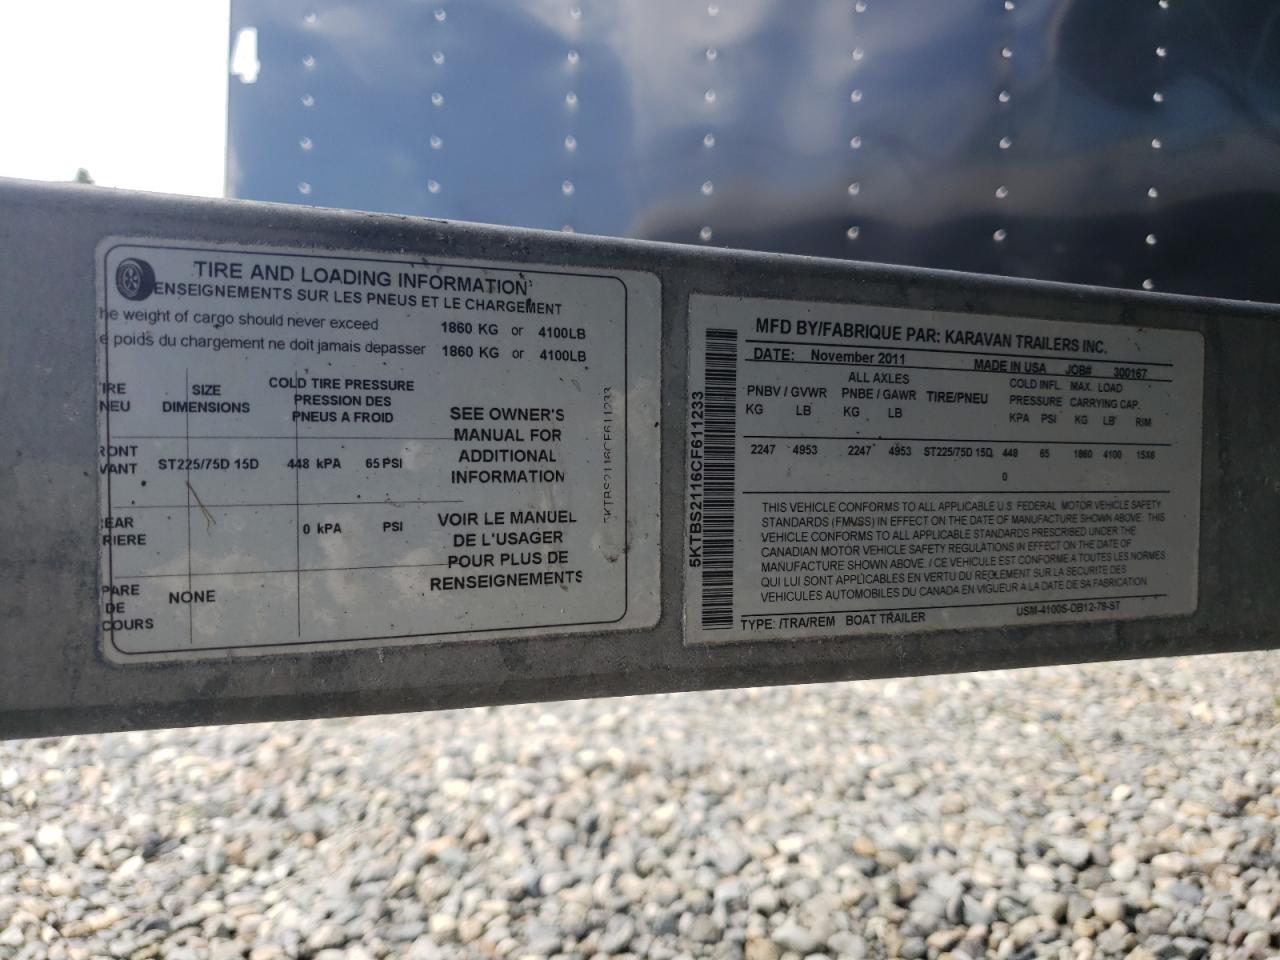 4
TIRE AND LOADING INFORMATION
ENSEIGNEMENTS SUR LES PNEUS ET LE CHARGEMENT
he weight of cargo should never exceed 1860 KG or 4100LB
e poids du chargement ne doit jamais depasser 1860 KG or 4100LB
IRE SIZE COLD TIRE PRESSURE
NEU DIMENSIONS PRESSION DES
PNEUS A FROID
RONT
VANT ST225/75D 15D 448 kPA 65 PSI
EAR
RIERE 0 kPA PSI
PARE
DE NONE
COURS
SEE OWNER'S
MANUAL FOR
ADDITIONAL
INFORMATION
VOIR LE MANUEL
DE L'USAGER
POUR PLUS DE
RENSEIGNEMENTS
5KTBS2116CF611233
5KTBS2116CF611233
MFD BY/FABRIQUE PAR: KARAVAN TRAILERS INC.
DATE: November 2011 MADE IN USA JOB# 300167
ALL AXLES COLD INFL. MAX. LOAD
PNBV / GVWR PNBE / GAWR TIRE/PNEU PRESSURE CARRYING CAP.
KG LB KG LB KPA PSI KG LB RIM
2247 4953 2247 4953 ST225/75D 15D 448 65 1860 4100 15X6
0
THIS VEHICLE CONFORMS TO ALL APPLICABLE U.S. FEDERAL MOTOR VEHICLE SAFETY
STANDARDS (FMVSS) IN EFFECT ON THE DATE OF MANUFACTURE SHOWN ABOVE. THIS
VEHICLE CONFORMS TO ALL APPLICABLE STANDARDS PRESCRIBED UNDER THE
CANADIAN MOTOR VEHICLE SAFETY REGULATIONS IN EFFECT ON THE DATE OF
MANUFACTURE SHOWN ABOVE. / CE VEHICULE EST CONFORME A TOUTES LES NORMES
QUI LUI SONT APPLICABLES EN VERTU DU REGLEMENT SUR LA SECURITE DES
VEHICULES AUTOMOBILES DU CANADA EN VIGUEUR A LA DATE DE SA FABRICATION.
TYPE: /TRA/REM BOAT TRAILER USM-4100S-DB12-78-ST